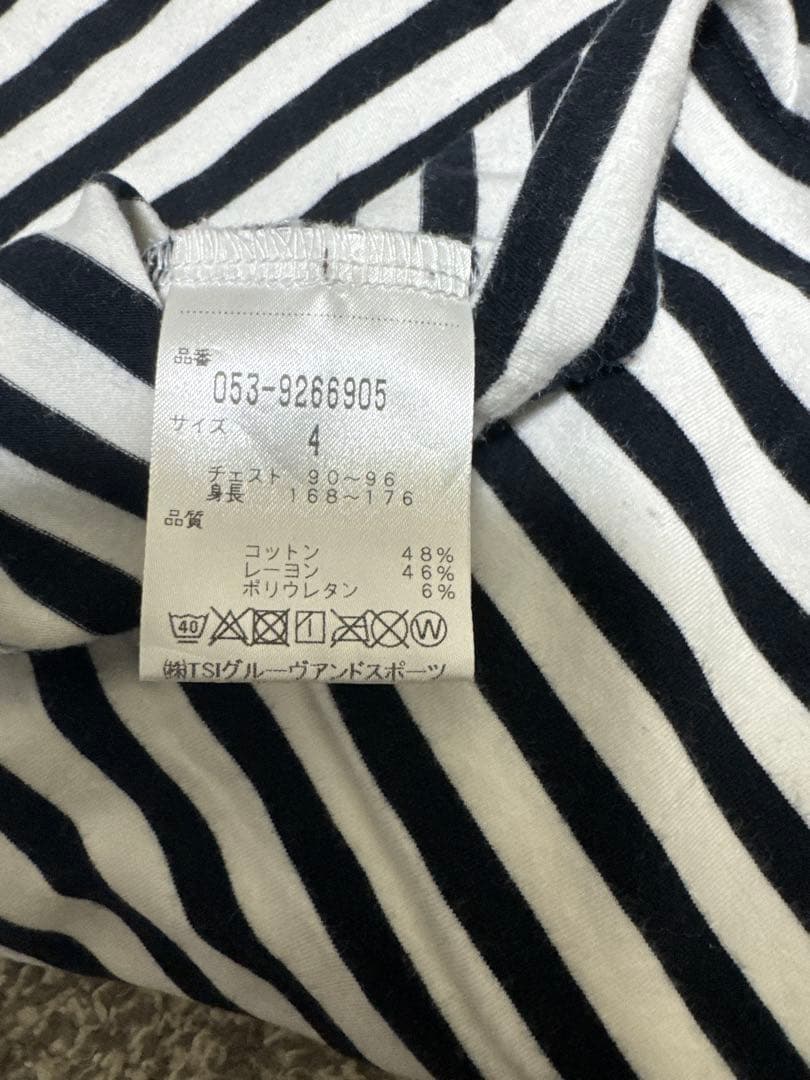 品番
053-9266905
サイズ
4
チェスト 90～96
身長 168～176
品質
コットン 48%
レーヨン 46%
ポリウレタン 6%
40
W
㈱TSIグルーヴアンドスポーツ